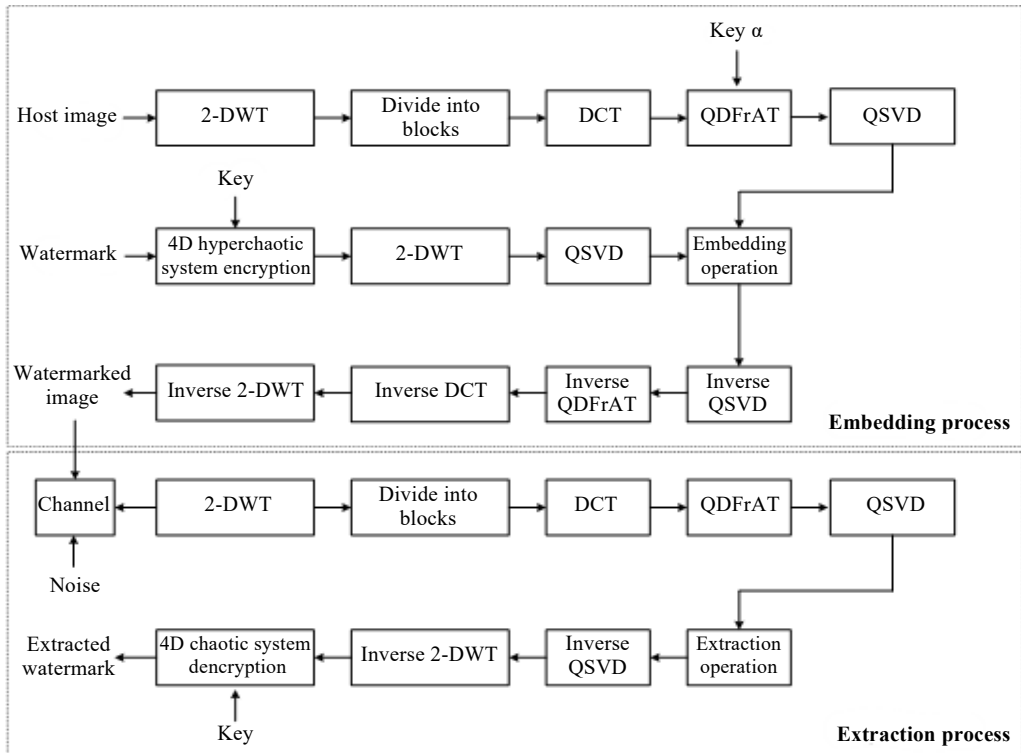 Key α
Host image
2-DWT
Divide into
blocks
DCT
QDFrAT
QSVD
Key
Watermark
4D hyperchaotic
system encryption
2-DWT
QSVD
Embedding
operation
Watermarked
image
Inverse 2-DWT
Inverse DCT
Inverse
QDFrAT
Inverse
QSVD
Embedding process
Channel
2-DWT
Divide into
blocks
DCT
QDFrAT
QSVD
Noise
Extracted
watermark
4D chaotic system
dencryption
Inverse 2-DWT
Inverse
QSVD
Extraction
operation
Key
Extraction process